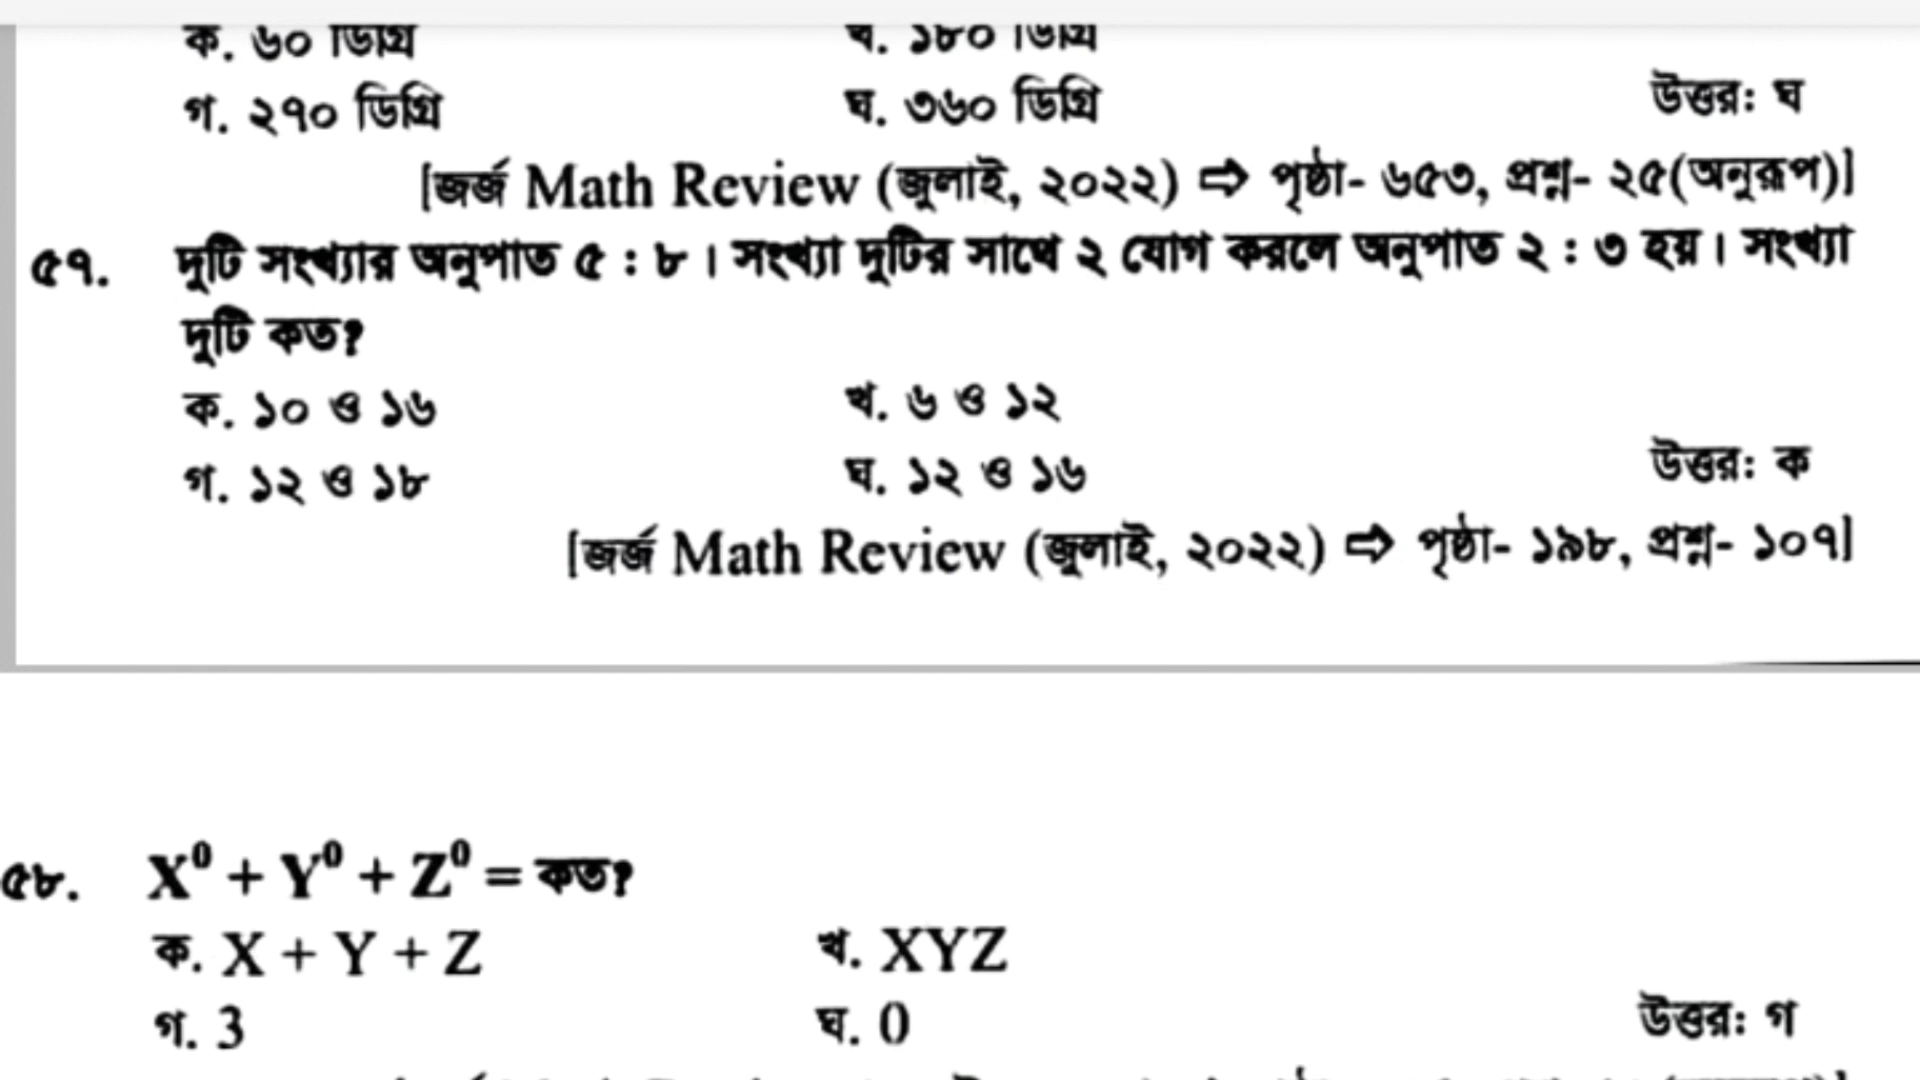 ক. ৬০ ডিগ্রি খ. ১৮০ ডিগ্রি
গ. ২৭০ ডিগ্রি ঘ. ৩৬০ ডিগ্রি উত্তর: ঘ
[জর্জ Math Review (জুলাই, ২০২২) ⇨ পৃষ্ঠা- ৬৫৩, প্রশ্ন- ২৫(অনুরূপ)]
৫৭. দুটি সংখ্যার অনুপাত ৫ : ৮ । সংখ্যা দুটির সাথে ২ যোগ করলে অনুপাত ২ : ৩ হয়। সংখ্যা
দুটি কত?
ক. ১০ ও ১৬ খ. ৬ ও ১২
গ. ১২ ও ১৮ ঘ. ১২ ও ১৬ উত্তর: ক
[জর্জ Math Review (জুলাই, ২০২২) ⇨ পৃষ্ঠা- ১৯৮, প্রশ্ন- ১০৭]
৫৮. X⁰ + Y⁰ + Z⁰ = কত?
ক. X + Y + Z খ. XYZ
গ. 3 ঘ. 0 উত্তর: গ